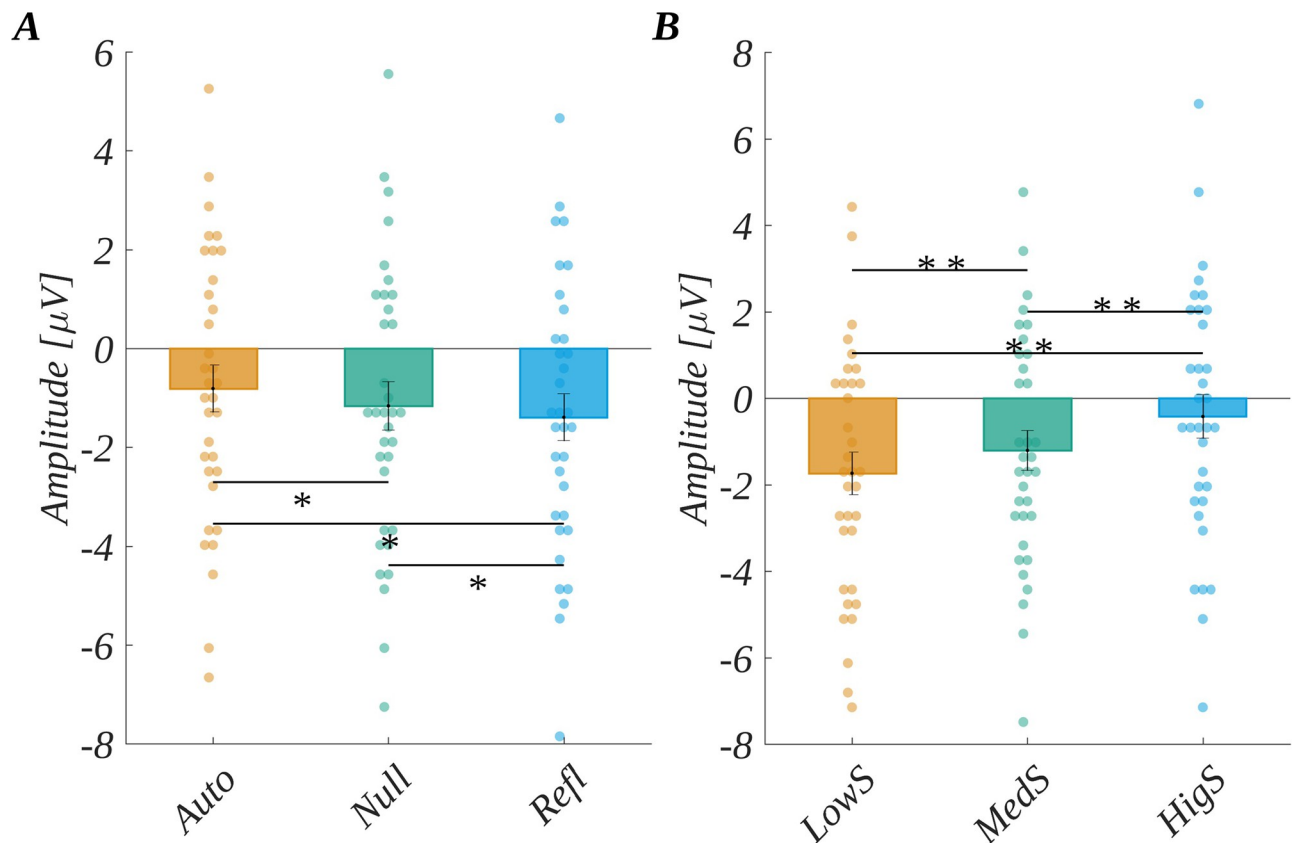 A
B
6
4
2
0
-2
-4
-6
-8
Amplitude [μV]
*
*
*
Auto
Null
Refl
8
6
4
2
0
-2
-4
-6
-8
Amplitude [μV]
* *
* *
* *
LowS
MedS
HigS